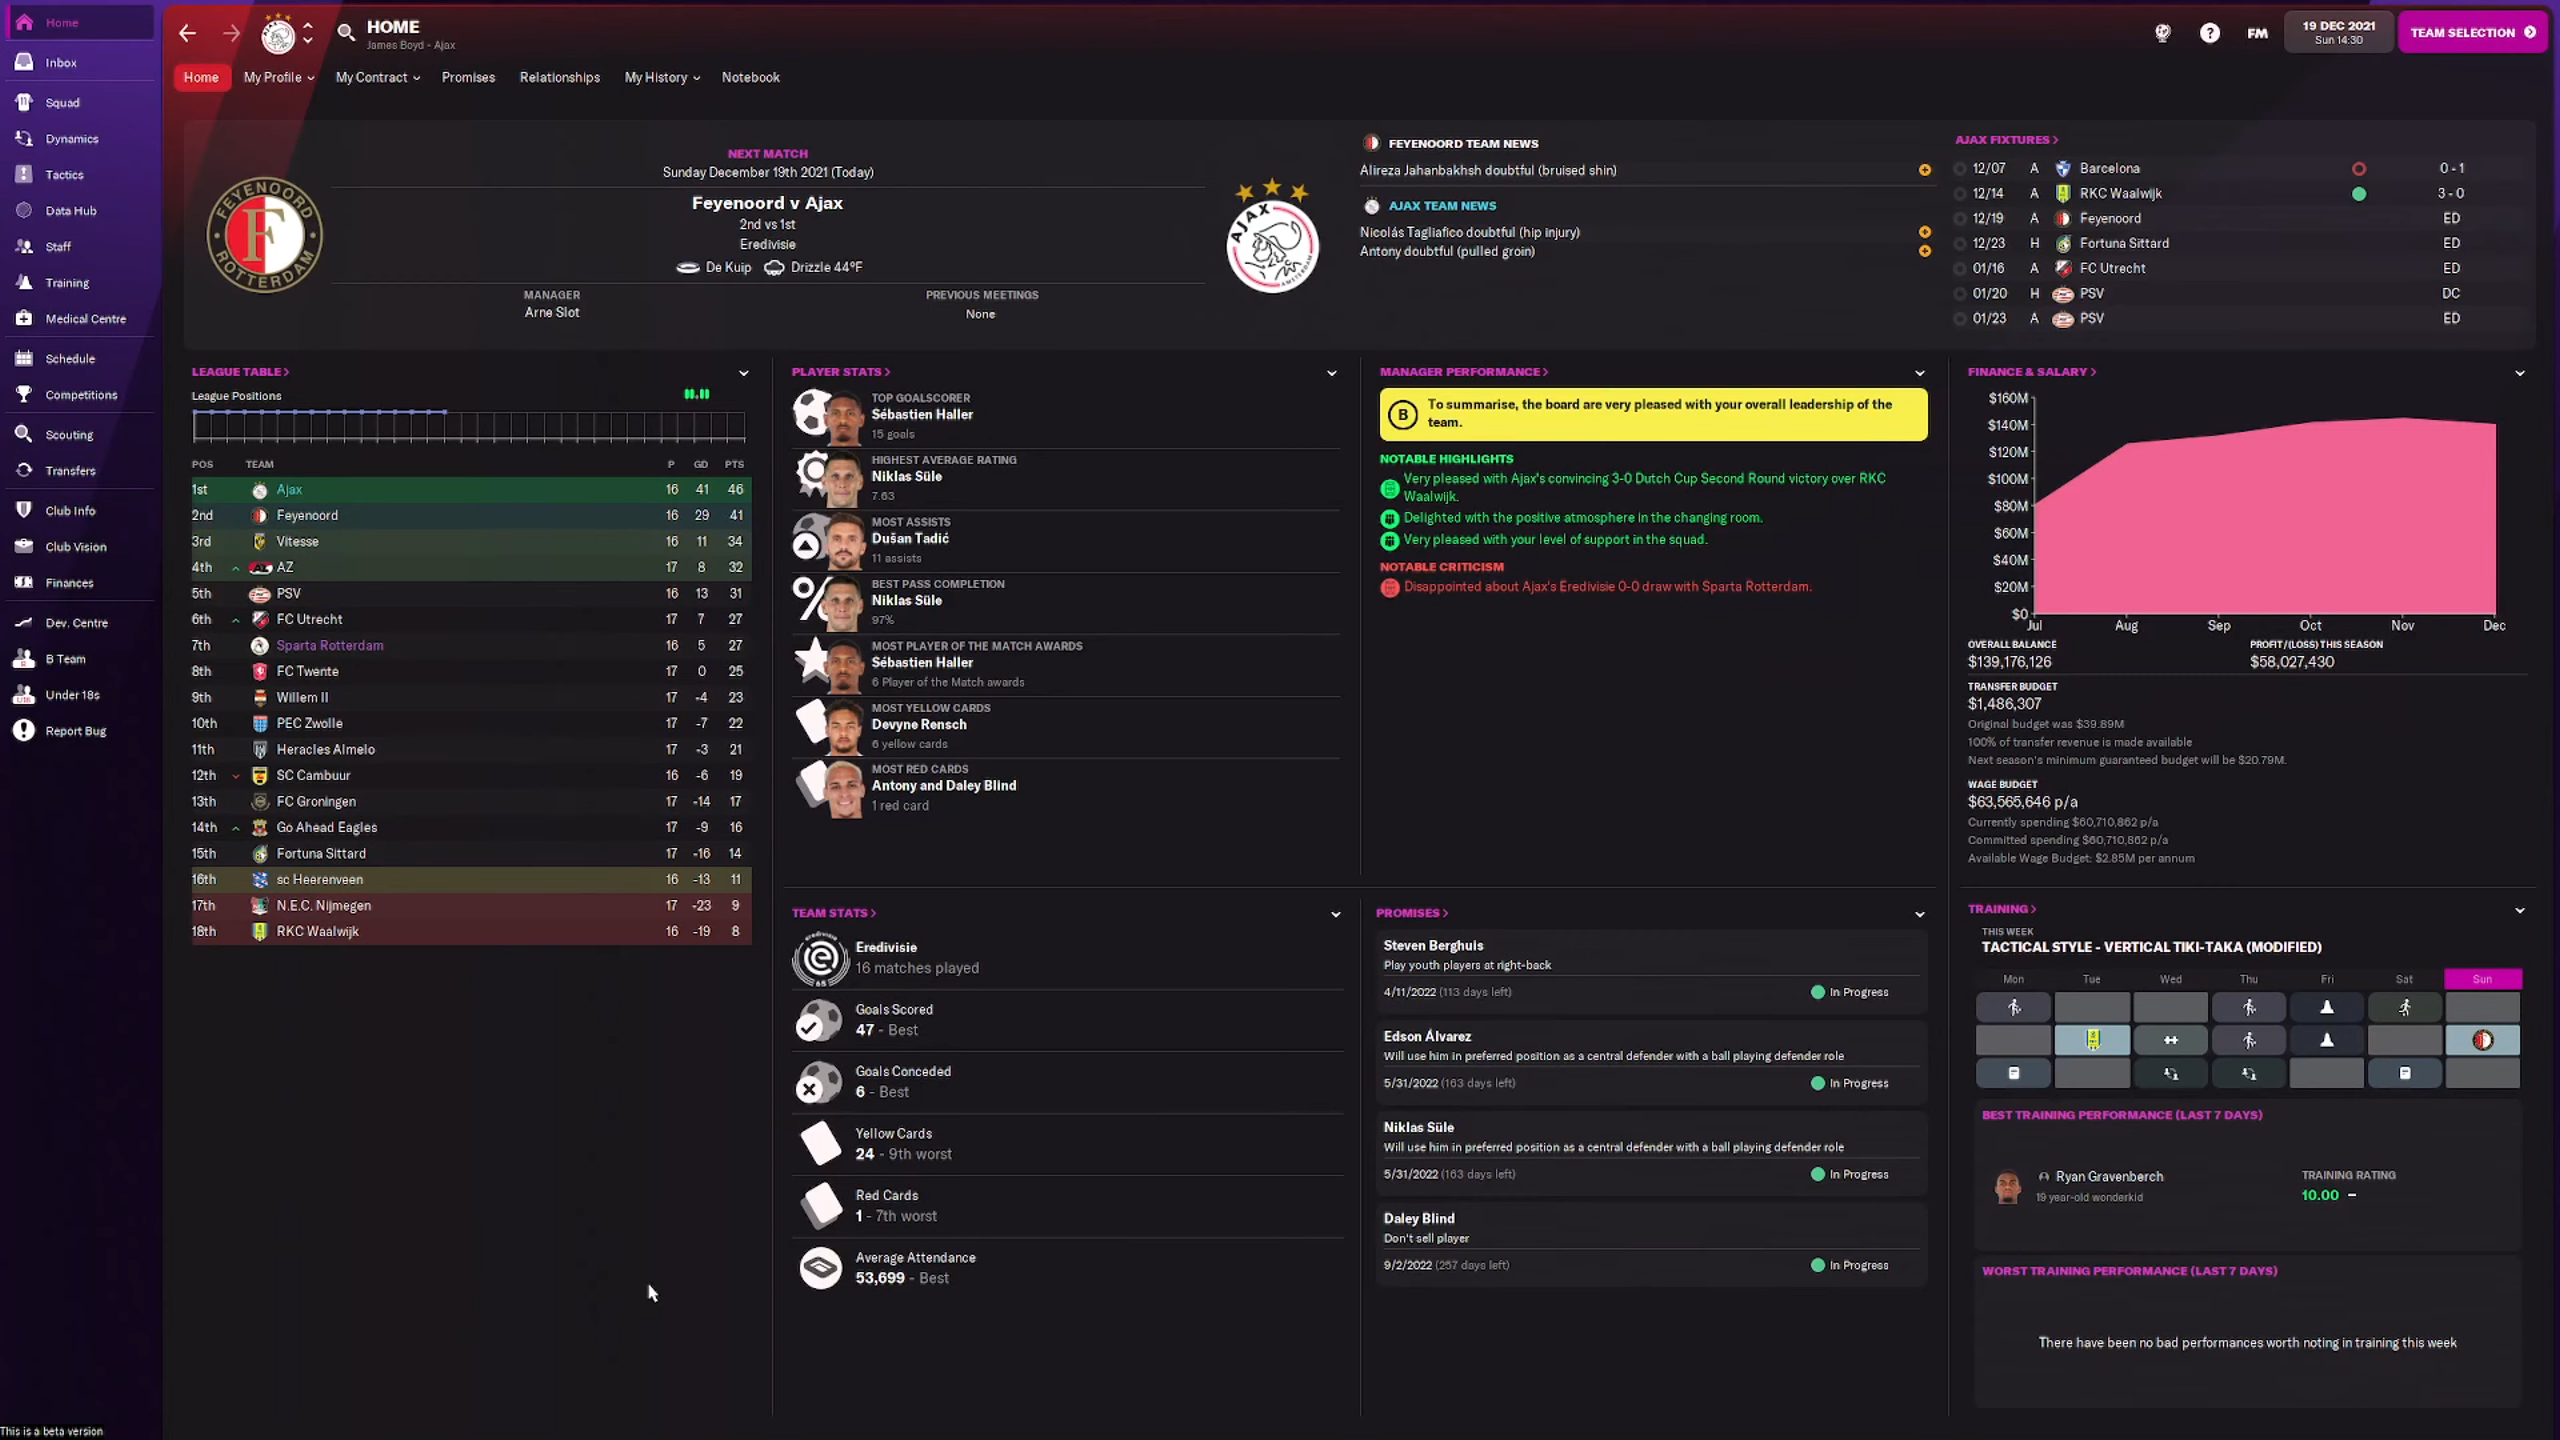 Home
Inbox
Squad
Dynamics
Tactics
Data Hub
Staff
Training
Medical Centre
Schedule
Competitions
Scouting
Transfers
Club Info
Club Vision
Finances
Dev. Centre
B Team
Under 18s
Report Bug
This is a beta version
HOME
James Boyd - Ajax
FM
19 DEC 2021
Sun 14:30
TEAM SELECTION
Home My Profile My Contract Promises Relationships My History Notebook
NEXT MATCH
Sunday December 19th 2021 (Today)
Feyenoord v Ajax
2nd vs 1st
Eredivisie
De Kuip Drizzle 44°F
MANAGER
Arne Slot
PREVIOUS MEETINGS
None
FEYENOORD ROTTERDAM
AJAX AMSTERDAM
FEYENOORD TEAM NEWS
Alireza Jahanbakhsh doubtful (bruised shin)
AJAX TEAM NEWS
Nicolás Tagliafico doubtful (hip injury)
Antony doubtful (pulled groin)
AJAX FIXTURES >
12/07 A Barcelona 0 - 1
12/14 A RKC Waalwijk 3 - 0
12/19 A Feyenoord ED
12/23 H Fortuna Sittard ED
01/16 A FC Utrecht ED
01/20 H PSV DC
01/23 A PSV ED
LEAGUE TABLE >
League Positions
POS TEAM P GD PTS
1st Ajax 16 41 46
2nd Feyenoord 16 29 41
3rd Vitesse 16 11 34
4th AZ 17 8 32
5th PSV 16 13 31
6th FC Utrecht 17 7 27
7th Sparta Rotterdam 16 5 27
8th FC Twente 17 0 25
9th Willem II 17 -4 23
10th PEC Zwolle 17 -7 22
11th Heracles Almelo 17 -3 21
12th SC Cambuur 16 -6 19
13th FC Groningen 17 -14 17
14th Go Ahead Eagles 17 -9 16
15th Fortuna Sittard 17 -16 14
16th sc Heerenveen 16 -13 11
17th N.E.C. Nijmegen 17 -23 9
18th RKC Waalwijk 16 -19 8
PLAYER STATS >
TOP GOALSCORER
Sébastien Haller
15 goals
HIGHEST AVERAGE RATING
Niklas Süle
7.63
MOST ASSISTS
Dušan Tadić
11 assists
BEST PASS COMPLETION
Niklas Süle
97%
MOST PLAYER OF THE MATCH AWARDS
Sébastien Haller
6 Player of the Match awards
MOST YELLOW CARDS
Devyne Rensch
6 yellow cards
MOST RED CARDS
Antony and Daley Blind
1 red card
MANAGER PERFORMANCE >
B
To summarise, the board are very pleased with your overall leadership of the
team.
NOTABLE HIGHLIGHTS
Very pleased with Ajax's convincing 3-0 Dutch Cup Second Round victory over RKC
Waalwijk.
Delighted with the positive atmosphere in the changing room.
Very pleased with your level of support in the squad.
NOTABLE CRITICISM
Disappointed about Ajax's Eredivisie 0-0 draw with Sparta Rotterdam.
FINANCE & SALARY >
$160M
$140M
$120M
$100M
$80M
$60M
$40M
$20M
$0
Jul Aug Sep Oct Nov Dec
OVERALL BALANCE
$139,176,126
PROFIT/(LOSS) THIS SEASON
$58,027,430
TRANSFER BUDGET
$1,486,307
Original budget was $39.89M
100% of transfer revenue is made available
Next season's minimum guaranteed budget will be $20.79M.
WAGE BUDGET
$63,565,646 p/a
Currently spending $60,710,862 p/a
Committed spending $60,710,862 p/a
Available Wage Budget: $2.85M per annum
TEAM STATS >
Eredivisie
16 matches played
Goals Scored
47 - Best
Goals Conceded
6 - Best
Yellow Cards
24 - 9th worst
Red Cards
1 - 7th worst
Average Attendance
53,699 - Best
PROMISES >
Steven Berghuis
Play youth players at right-back
4/11/2022 (113 days left) In Progress
Edson Álvarez
Will use him in preferred position as a central defender with a ball playing defender role
5/31/2022 (163 days left) In Progress
Niklas Süle
Will use him in preferred position as a central defender with a ball playing defender role
5/31/2022 (163 days left) In Progress
Daley Blind
Don't sell player
9/2/2022 (257 days left) In Progress
TRAINING >
THIS WEEK
TACTICAL STYLE - VERTICAL TIKI-TAKA (MODIFIED)
Mon Tue Wed Thu Fri Sat Sun
BEST TRAINING PERFORMANCE (LAST 7 DAYS)
Ryan Gravenberch
19 year-old wonderkid
TRAINING RATING
10.00 -
WORST TRAINING PERFORMANCE (LAST 7 DAYS)
There have been no bad performances worth noting in training this week